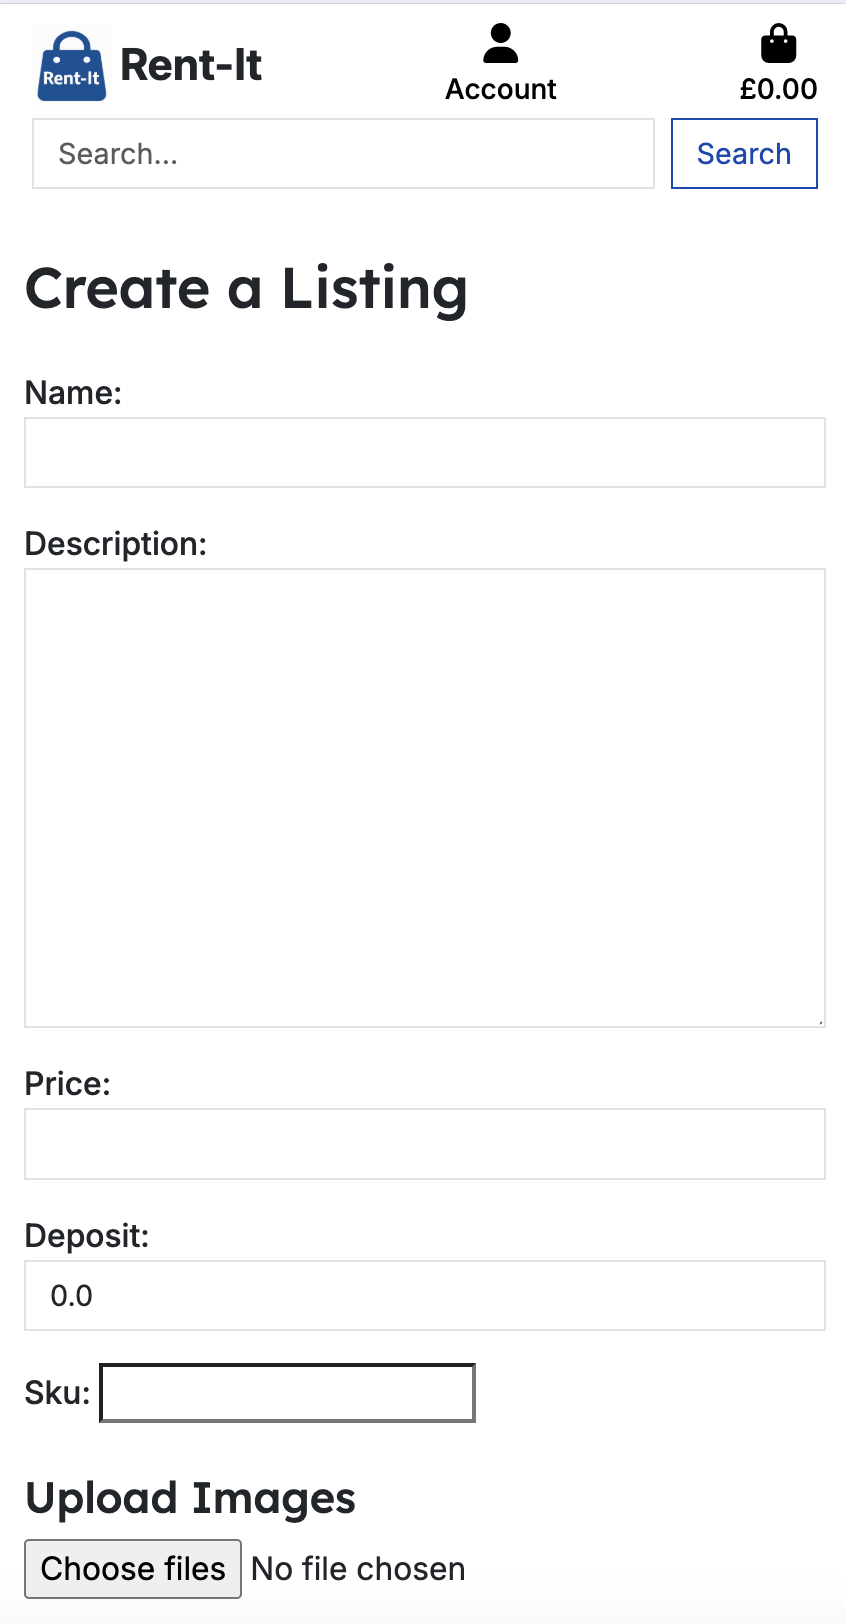 Rent-It
Rent-It
Account
£0.00
Search...
Search
Create a Listing
Name:
Description:
Price:
Deposit:
0.0
Sku:
Upload Images
Choose files No file chosen